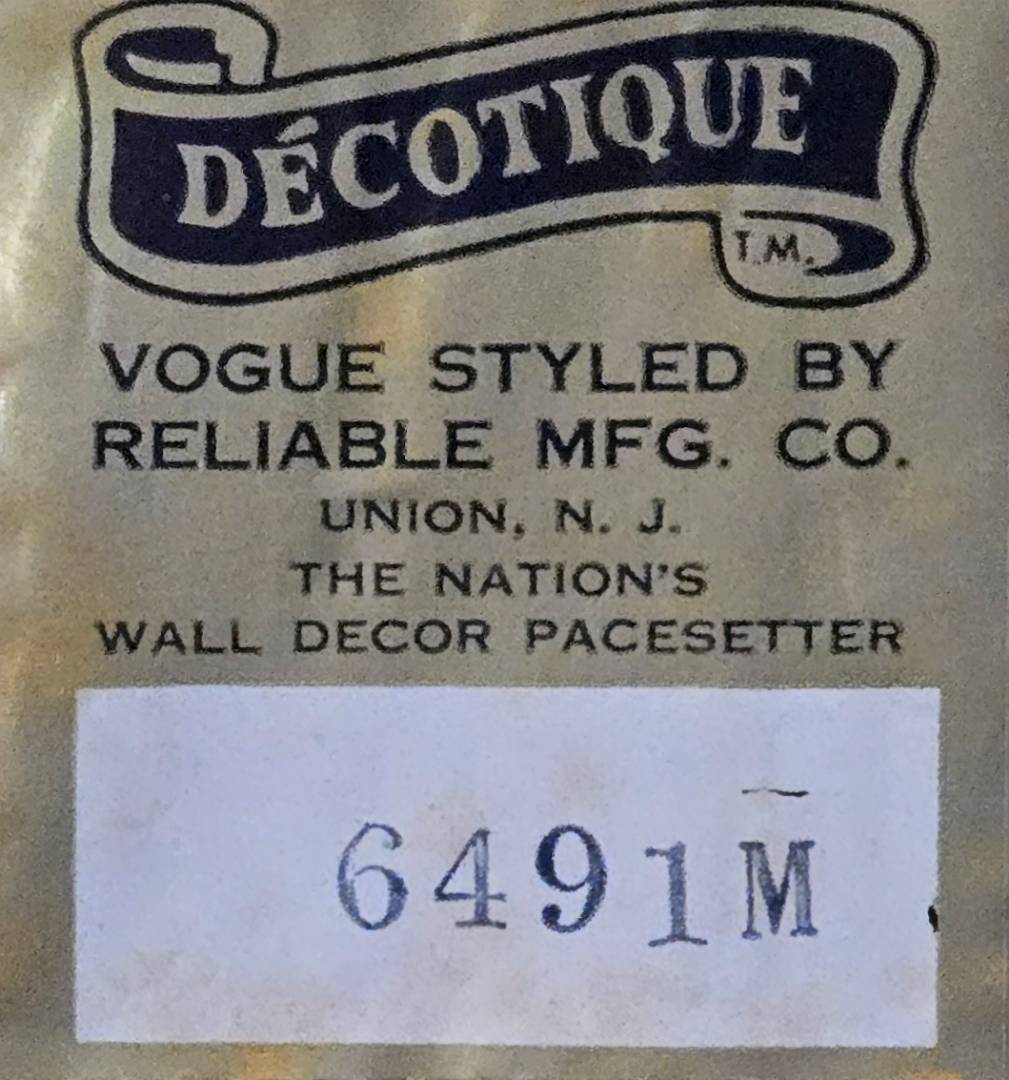 DÉCOTIQUE
T.M.
VOGUE STYLED BY
RELIABLE MFG. CO.
UNION, N. J.
THE NATION'S
WALL DECOR PACESETTER
6491M